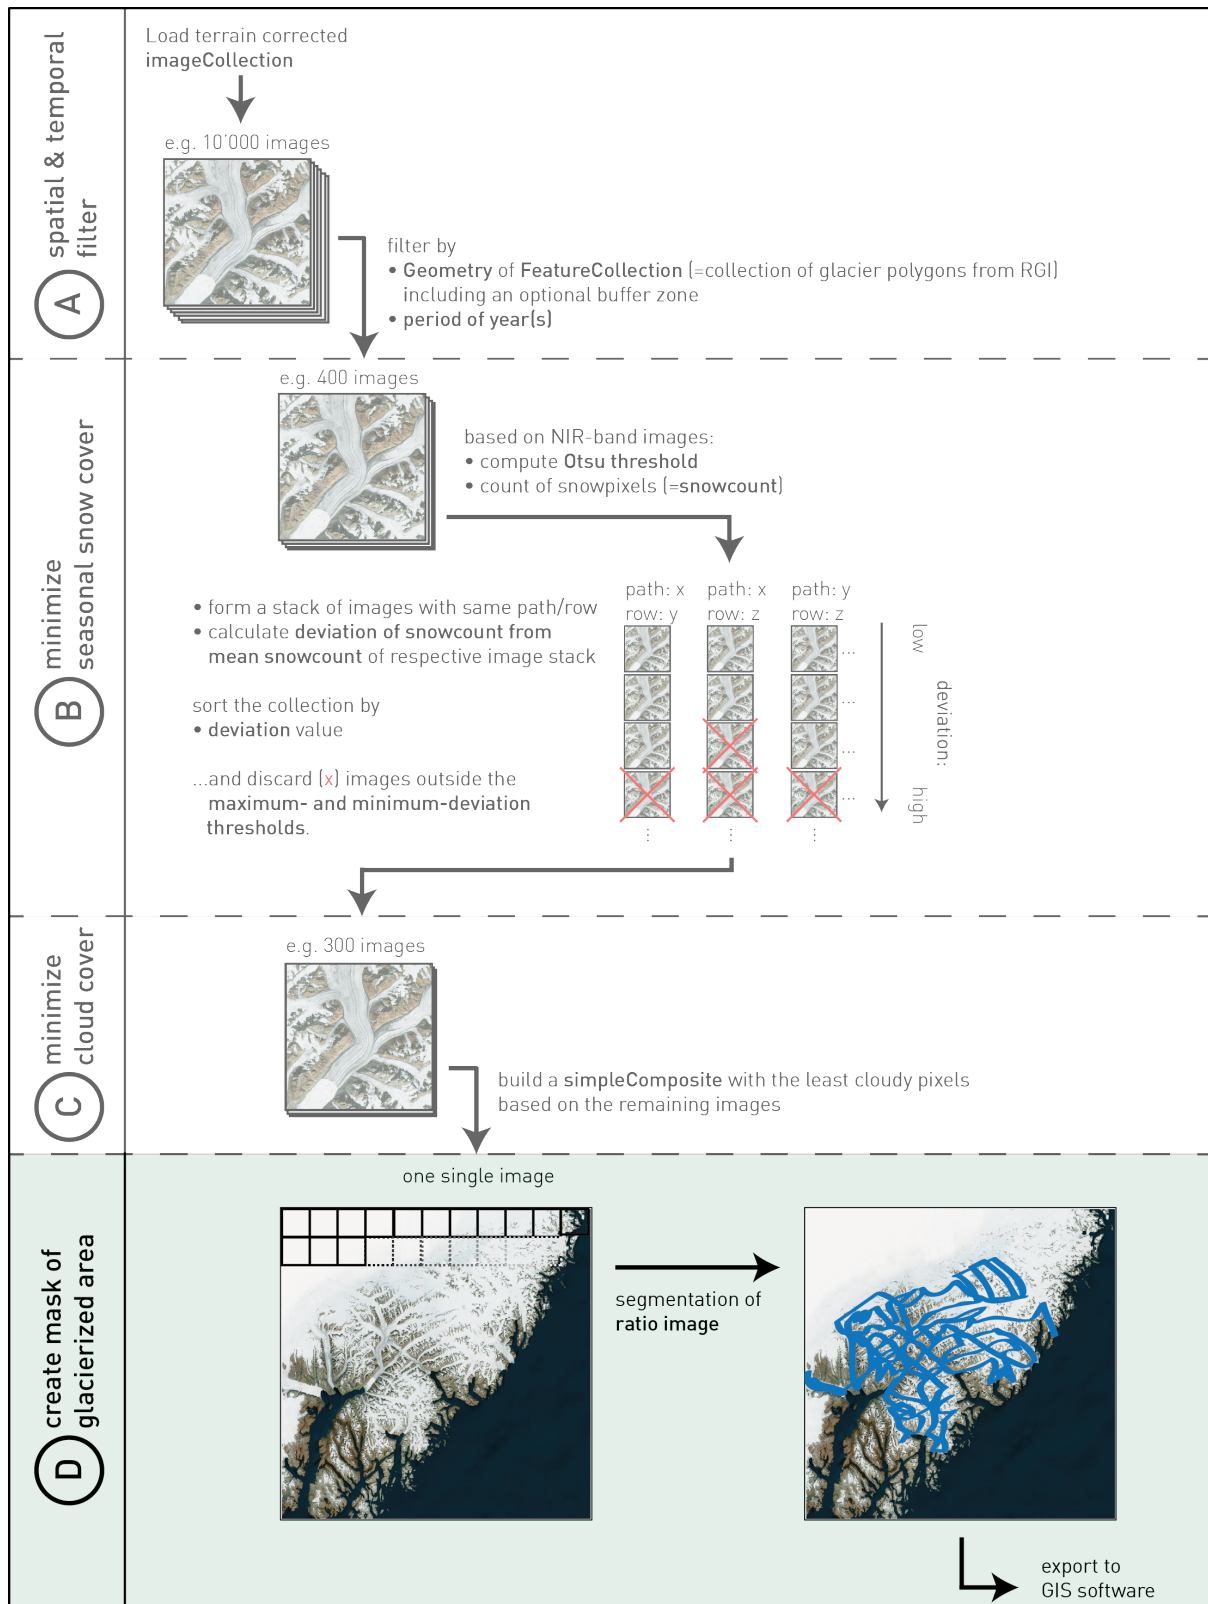 A
spatial & temporal
filter
Load terrain corrected
imageCollection
e.g. 10'000 images
filter by
• Geometry of FeatureCollection (=collection of glacier polygons from RGI)
including an optional buffer zone
• period of year(s)
B
minimize
seasonal snow cover
e.g. 400 images
based on NIR-band images:
• compute Otsu threshold
• count of snowpixels (=snowcount)
• form a stack of images with same path/row
• calculate deviation of snowcount from
mean snowcount of respective image stack
sort the collection by
• deviation value
...and discard (x) images outside the
maximum- and minimum-deviation
thresholds.
path: x path: x path: y
row: y row: z row: z
...
...
...
...
... ... ...
low
deviation:
high
C
minimize
cloud cover
e.g. 300 images
build a simpleComposite with the least cloudy pixels
based on the remaining images
D
create mask of
glacierized area
one single image
segmentation of
ratio image
export to
GIS software